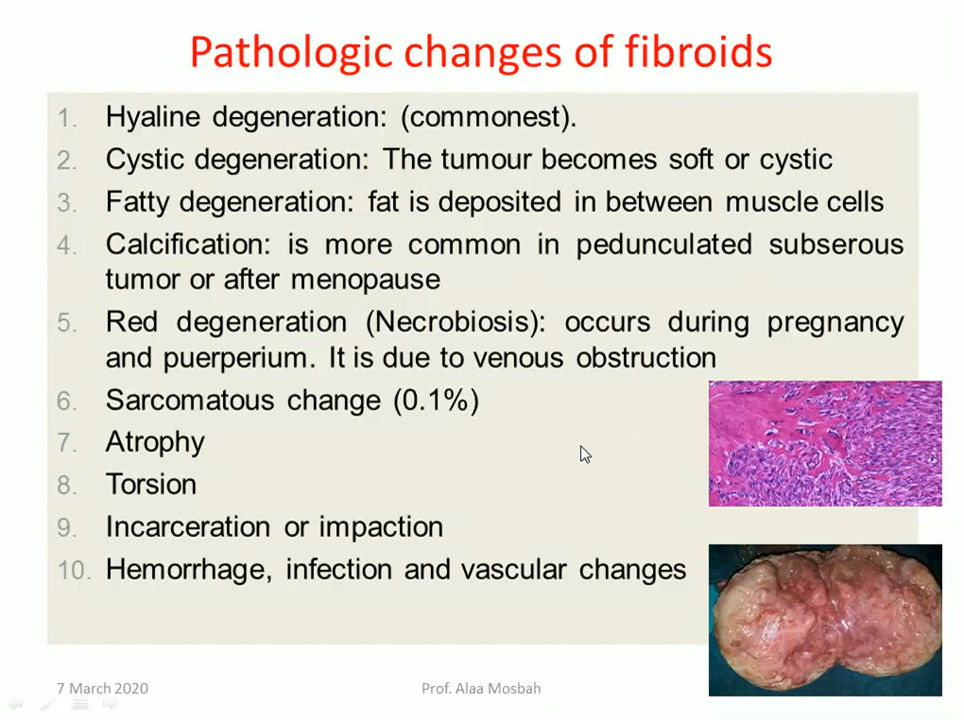 Pathologic changes of fibroids
1. Hyaline degeneration: (commonest).
2. Cystic degeneration: The tumour becomes soft or cystic
3. Fatty degeneration: fat is deposited in between muscle cells
4. Calcification: is more common in pedunculated subserous
tumor or after menopause
5. Red degeneration (Necrobiosis): occurs during pregnancy
and puerperium. It is due to venous obstruction
6. Sarcomatous change (0.1%)
7. Atrophy
8. Torsion
9. Incarceration or impaction
10. Hemorrhage, infection and vascular changes
7 March 2020
Prof. Alaa Mosbah